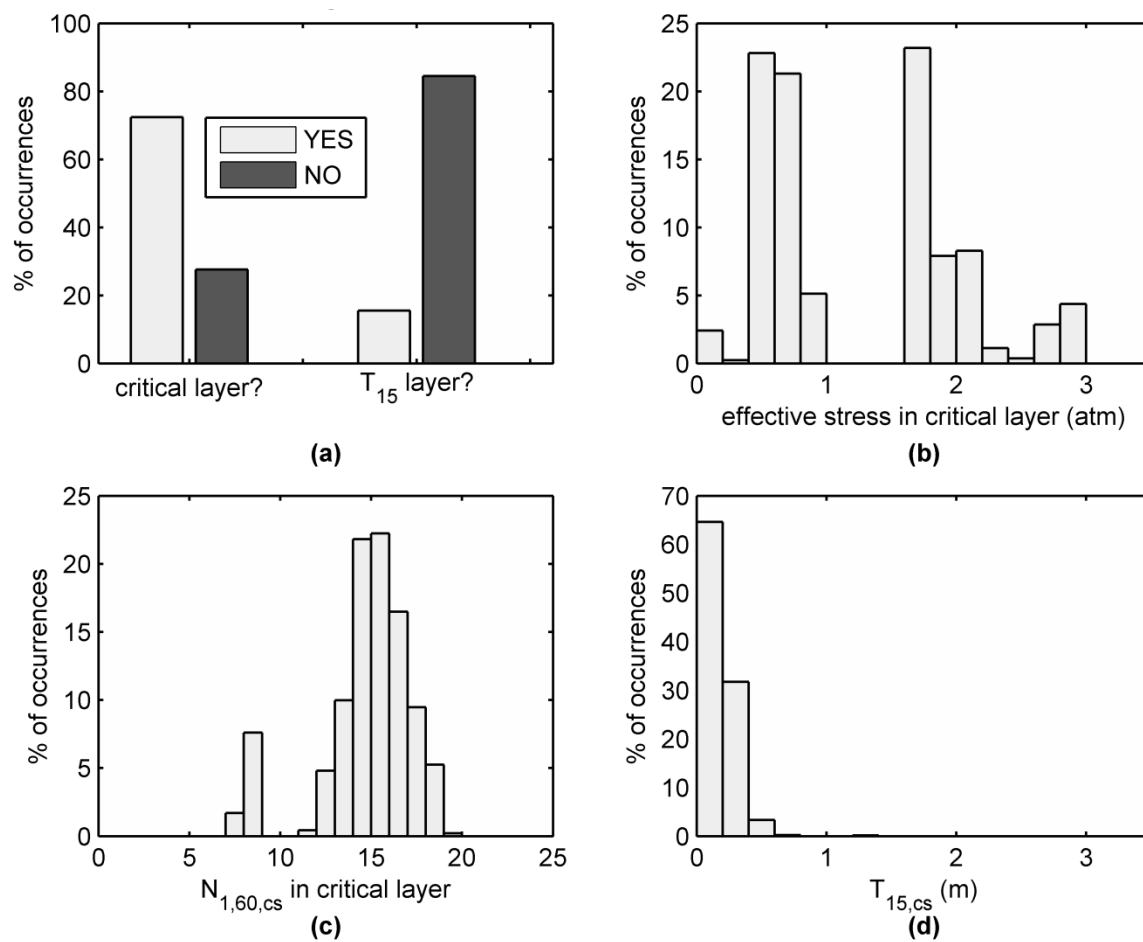 100
80
60
40
20
0
% of occurrences
YES
NO
critical layer?
T15 layer?
(a)
25
20
15
10
5
0
% of occurrences
0 1 2 3
effective stress in critical layer (atm)
(b)
25
20
15
10
5
0
% of occurrences
0 5 10 15 20 25
N1,60,cs in critical layer
(c)
70
60
50
40
30
20
10
0
% of occurrences
0 1 2 3
T15,cs (m)
(d)